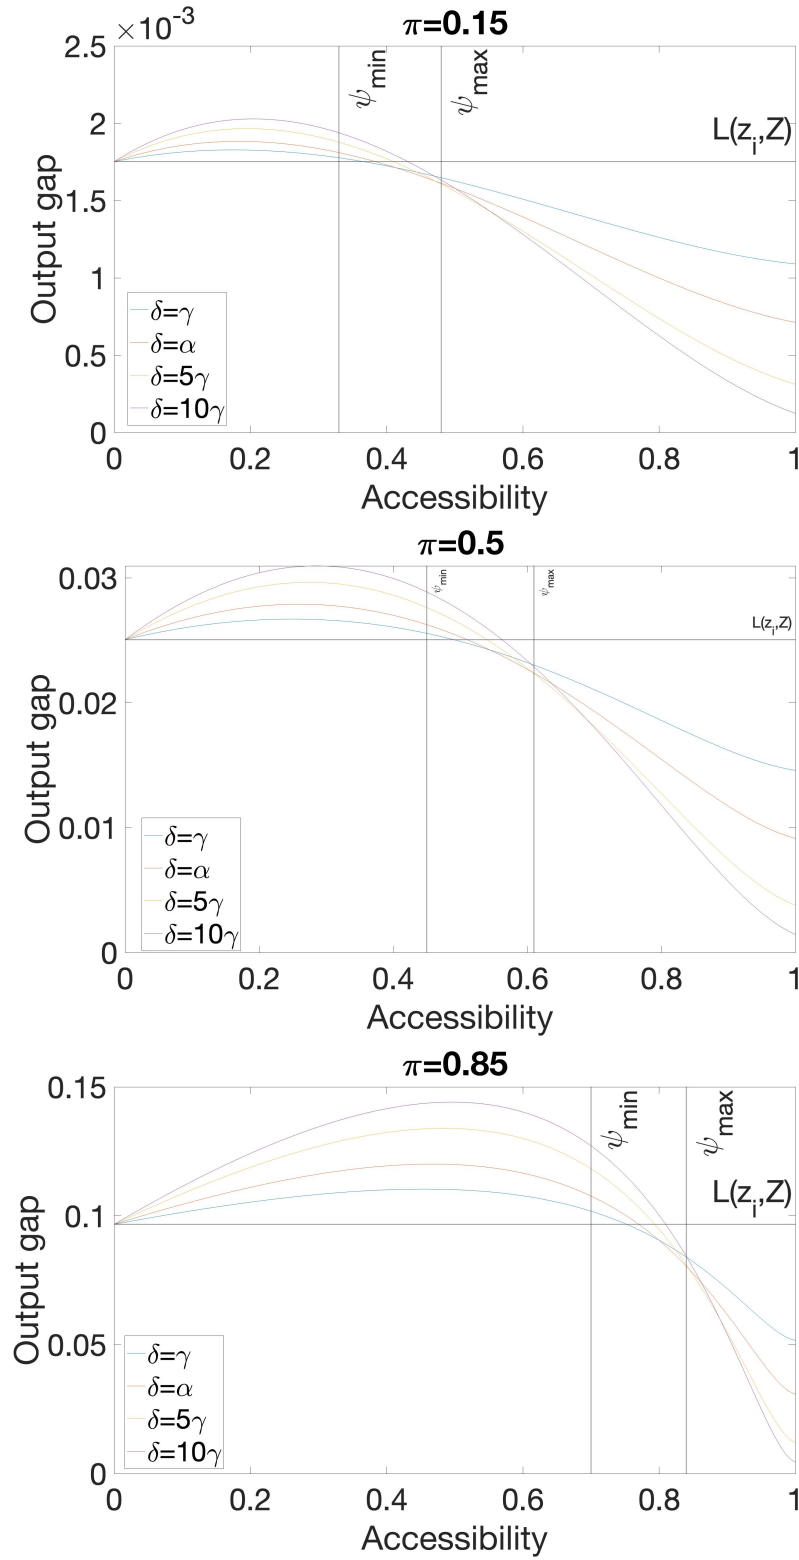 ×10⁻³
π=0.15
2.5
2
1.5
1
0.5
0
Output gap
ψmin
ψmax
L(zi,Z)
δ=γ
δ=α
δ=5γ
δ=10γ
0 0.2 0.4 0.6 0.8 1
Accessibility
π=0.5
0.03
0.02
0.01
0
Output gap
ψmin
ψmax
L(zi,Z)
δ=γ
δ=α
δ=5γ
δ=10γ
0 0.2 0.4 0.6 0.8 1
Accessibility
π=0.85
0.15
0.1
0.05
0
Output gap
ψmin
ψmax
L(zi,Z)
δ=γ
δ=α
δ=5γ
δ=10γ
0 0.2 0.4 0.6 0.8 1
Accessibility